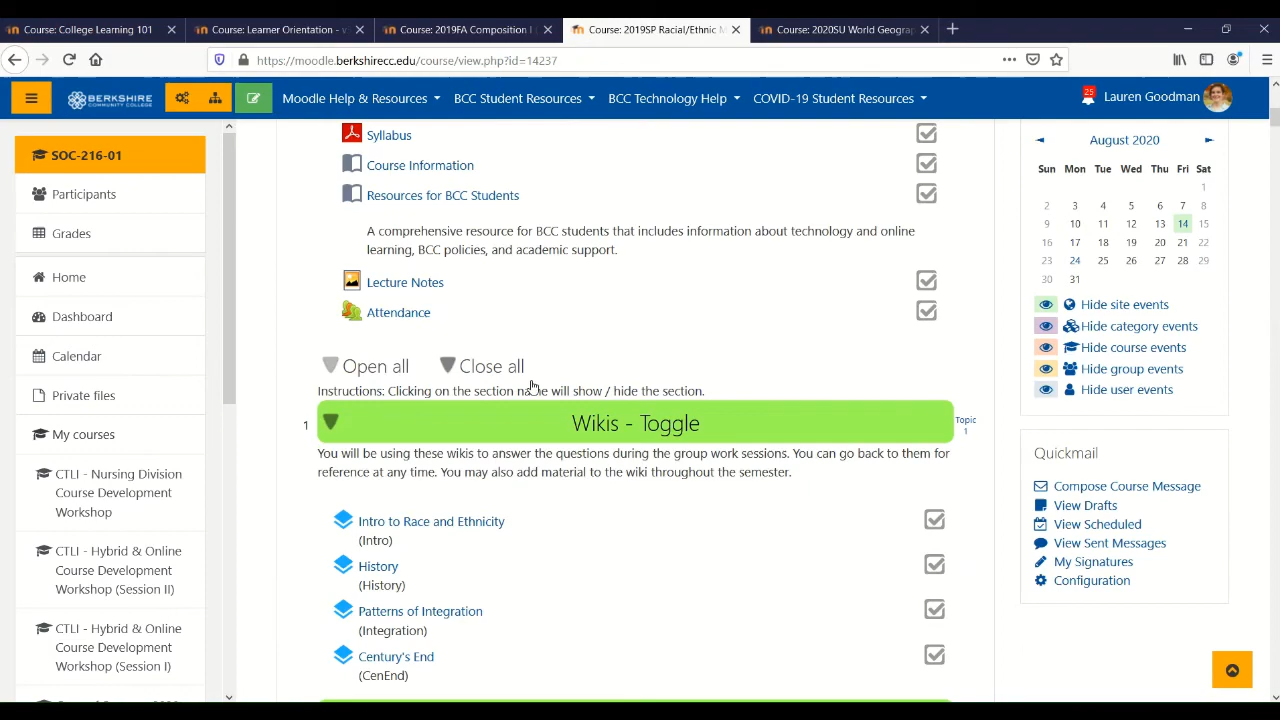 Course: College Learning 101
Course: Learner Orientation - v
Course: 2019FA Composition I
Course: 2019SP Racial/Ethnic M
Course: 2020SU World Geograp
https://moodle.berkshirecc.edu/course/view.php?id=14237
BERKSHIRE
COMMUNITY COLLEGE
Moodle Help & Resources
BCC Student Resources
BCC Technology Help
COVID-19 Student Resources
25
Lauren Goodman
SOC-216-01
Participants
Grades
Home
Dashboard
Calendar
Private files
My courses
CTLI - Nursing Division
Course Development
Workshop
CTLI - Hybrid & Online
Course Development
Workshop (Session II)
CTLI - Hybrid & Online
Course Development
Workshop (Session I)
Syllabus
Course Information
Resources for BCC Students
A comprehensive resource for BCC students that includes information about technology and online
learning, BCC policies, and academic support.
Lecture Notes
Attendance
Open all Close all
Instructions: Clicking on the section name will show / hide the section.
1 Wikis - Toggle
Topic
1
You will be using these wikis to answer the questions during the group work sessions. You can go back to them for
reference at any time. You may also add material to the wiki throughout the semester.
Intro to Race and Ethnicity
(Intro)
History
(History)
Patterns of Integration
(Integration)
Century's End
(CenEnd)
August 2020
Sun Mon Tue Wed Thu Fri Sat
1
2 3 4 5 6 7 8
9 10 11 12 13 14 15
16 17 18 19 20 21 22
23 24 25 26 27 28 29
30 31
Hide site events
Hide category events
Hide course events
Hide group events
Hide user events
Quickmail
Compose Course Message
View Drafts
View Scheduled
View Sent Messages
My Signatures
Configuration